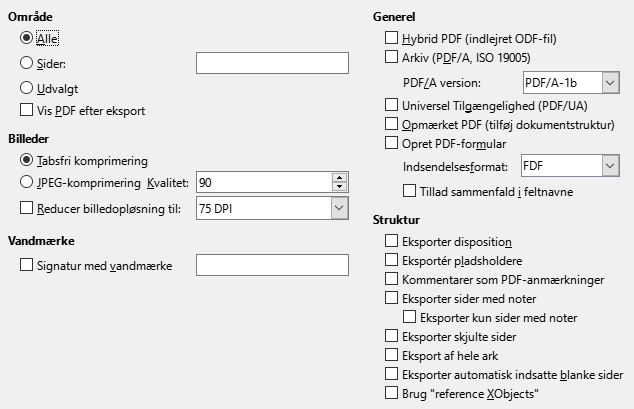 Område
Alle
Sider:
Udvalgt
Vis PDF efter eksport
Billeder
Tabsfri komprimering
JPEG-komprimering Kvalitet: 90
Reducer billedopløsning til: 75 DPI
Vandmærke
Signatur med vandmærke
Generel
Hybrid PDF (indlejret ODF-fil)
Arkiv (PDF/A, ISO 19005)
PDF/A version: PDF/A-1b
Universel Tilgængelighed (PDF/UA)
Opmærket PDF (tilføj dokumentstruktur)
Opret PDF-formular
Indsendelsesformat: FDF
Tillad sammenfald i feltnavne
Struktur
Eksporter disposition
Eksportér pladsholdere
Kommentarer som PDF-anmærkninger
Eksporter sider med noter
Eksporter kun sider med noter
Eksporter skjulte sider
Eksport af hele ark
Eksporter automatisk indsatte blanke sider
Brug "reference XObjects"